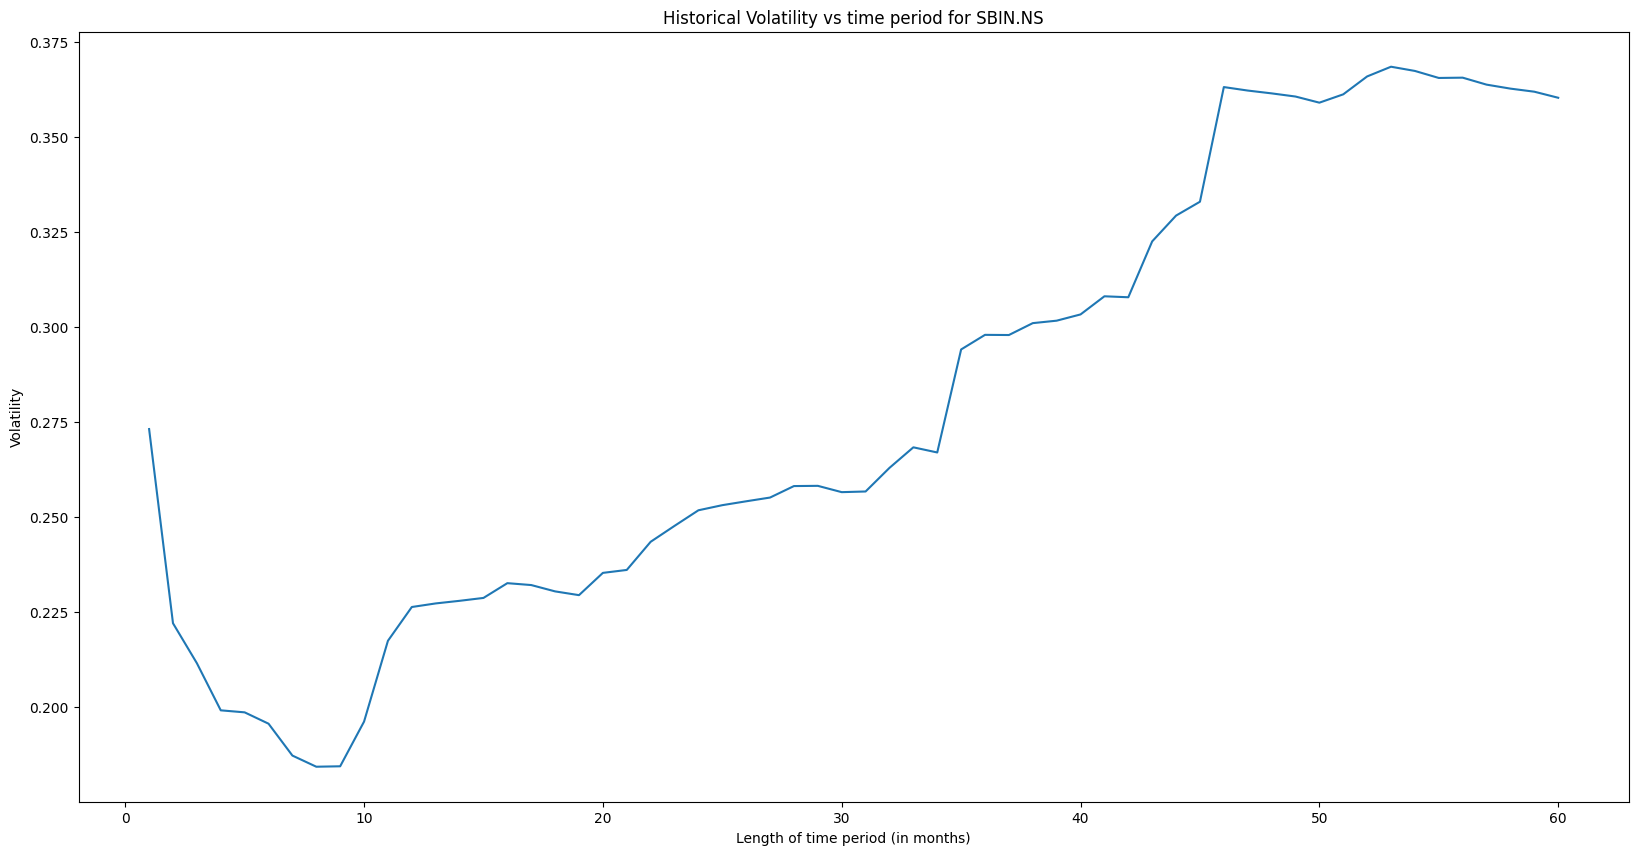 Historical Volatility vs time period for SBIN.NS
0.375
0.350
0.325
0.300
0.275
0.250
0.225
0.200
Volatility
0 10 20 30 40 50 60
Length of time period (in months)